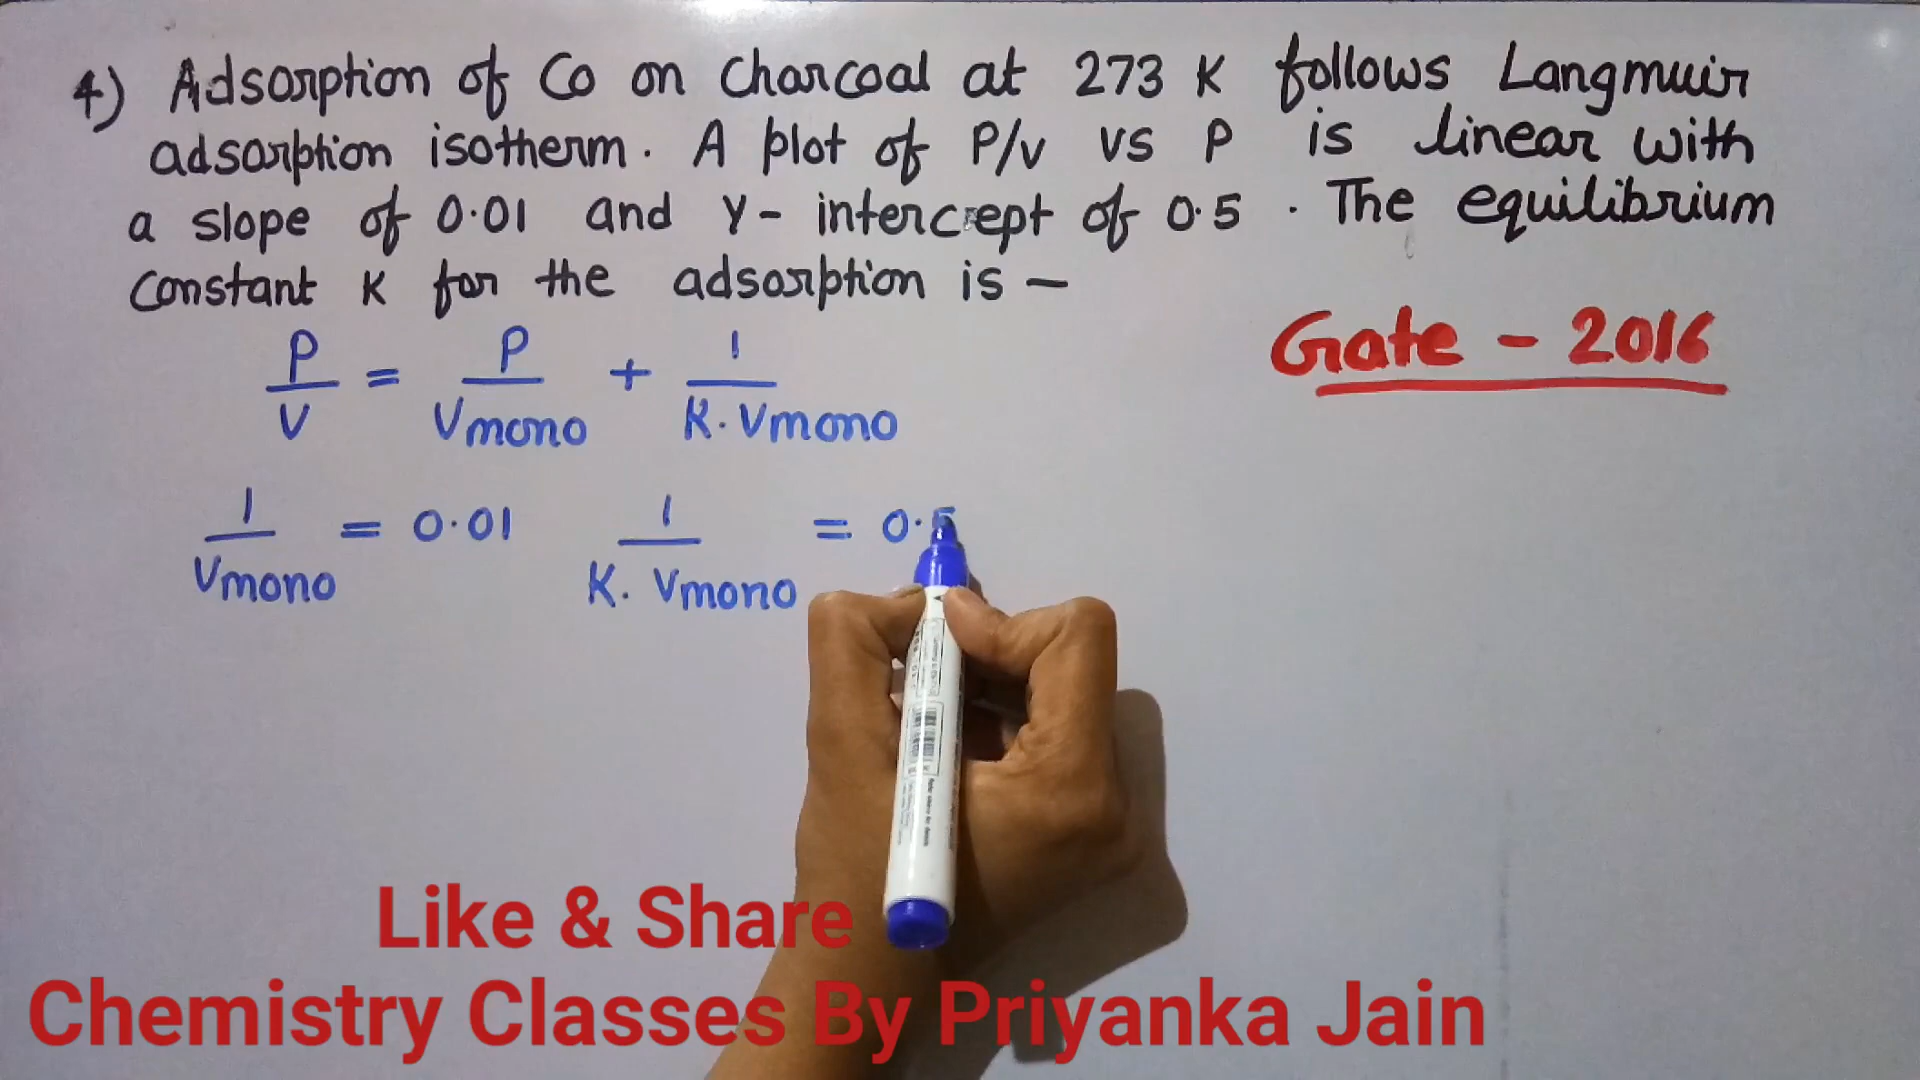 4) Adsorption of Co on charcoal at 273 K follows Langmuir
adsorption isotherm. A plot of P/v vs P is linear with
a slope of 0.01 and Y- intercept of 0.5. The equilibrium
constant K for the adsorption is -
Gate - 2016
P/V = P/Vmono + 1/K. Vmono
1/Vmono = 0.01 1/K. Vmono = 0.5
Like & Share
Chemistry Classes By Priyanka Jain